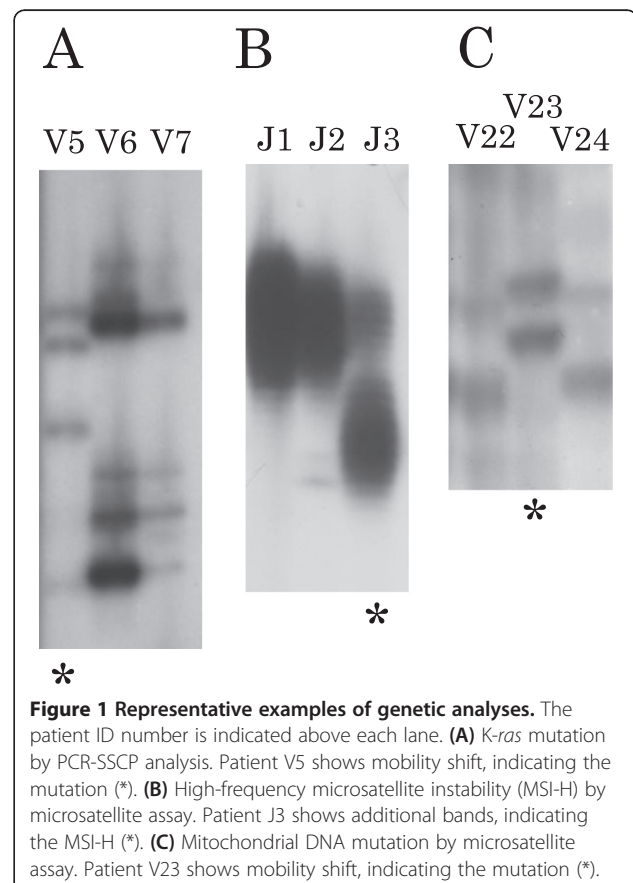 A B C
V5 V6 V7
J1 J2 J3
V23
V22 V24
*
*
*
Figure 1 Representative examples of genetic analyses. The
patient ID number is indicated above each lane. (A) K-ras mutation
by PCR-SSCP analysis. Patient V5 shows mobility shift, indicating the
mutation (*). (B) High-frequency microsatellite instability (MSI-H) by
microsatellite assay. Patient J3 shows additional bands, indicating
the MSI-H (*). (C) Mitochondrial DNA mutation by microsatellite
assay. Patient V23 shows mobility shift, indicating the mutation (*).